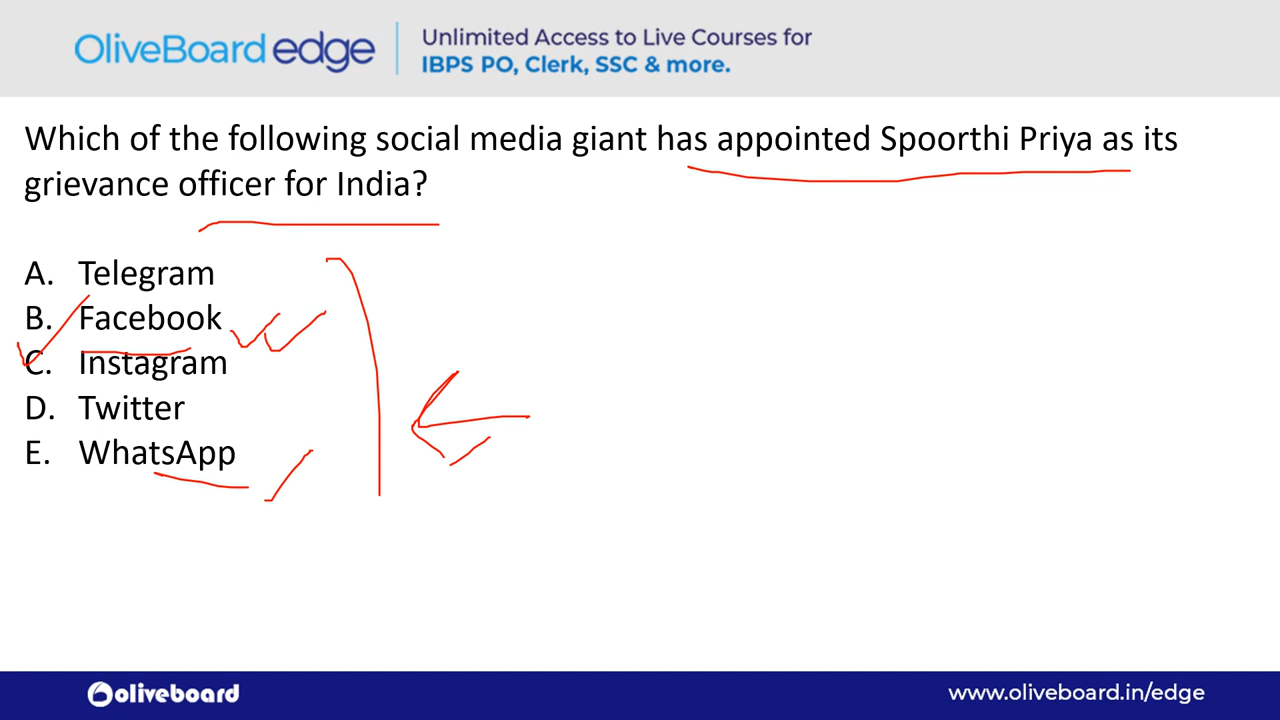 OliveBoard edge
Unlimited Access to Live Courses for
IBPS PO, Clerk, SSC & more.
Which of the following social media giant has appointed Spoorthi Priya as its
grievance officer for India?
A. Telegram
B. Facebook
C. Instagram
D. Twitter
E. WhatsApp
oliveboard
www.oliveboard.in/edge